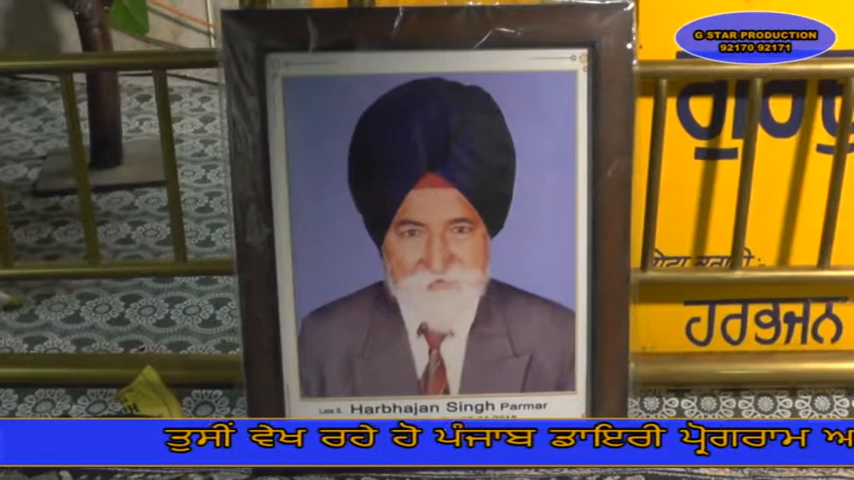 G STAR PRODUCTION
92170 92171
ਹਰਭਜਨ
Late S. Harbhajan Singh Parmar
ਤੁਸੀਂ ਵੇਖ ਰਹੇ ਹੋ ਪੰਜਾਬ ਡਾਇਰੀ ਪ੍ਰੋਗਰਾਮ